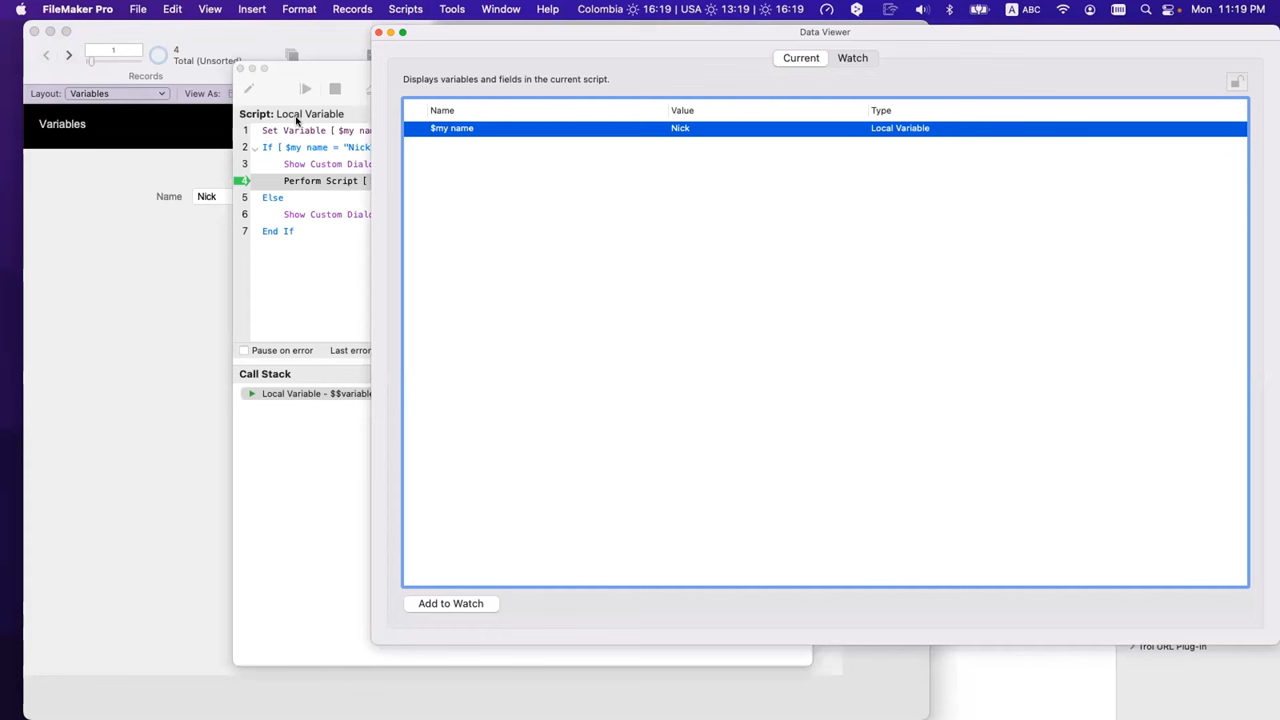 FileMaker Pro File Edit View Insert Format Records Scripts Tools Window Help Colombia 16:19 | USA 13:19 | 16:19 ABC Mon 11:19 PM
Data Viewer
1
4
Total (Unsorted)
Records
Current Watch
Displays variables and fields in the current script.
Layout: Variables View As:
Name Value Type
$my name Nick Local Variable
Variables
Name Nick
Script: Local Variable
1 Set Variable [ $my na
2 If [ $my name = "Nick"
3 Show Custom Dialo
4 Perform Script [
5 Else
6 Show Custom Dialo
7 End If
Pause on error Last error
Call Stack
Local Variable - $$variable
Add to Watch
Troi URL Plug-in